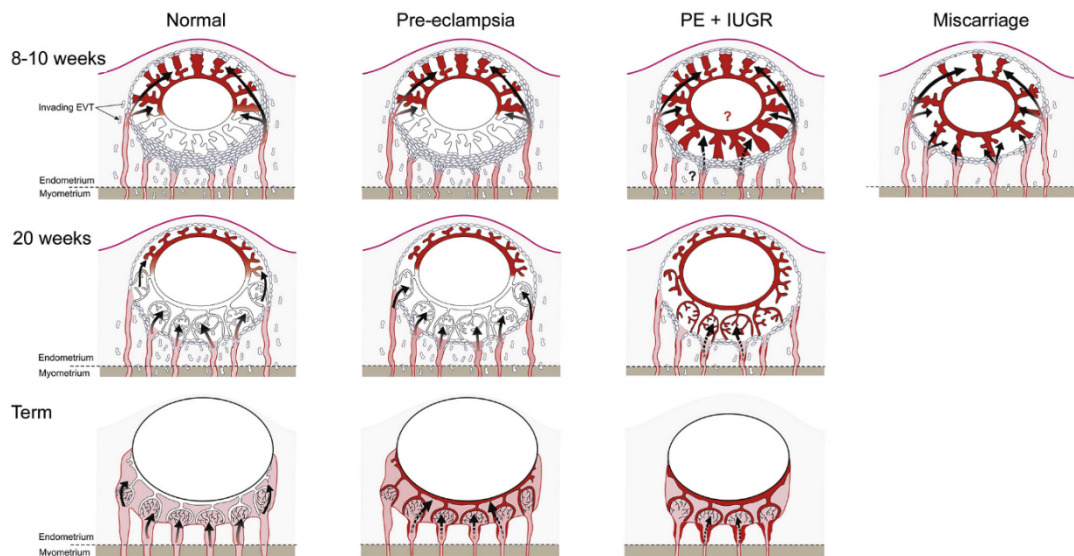 Normal
Pre-eclampsia
PE + IUGR
Miscarriage
8-10 weeks
Invading EVT
?
?
Endometrium
Myometrium
20 weeks
Endometrium
Myometrium
Term
Endometrium
Myometrium